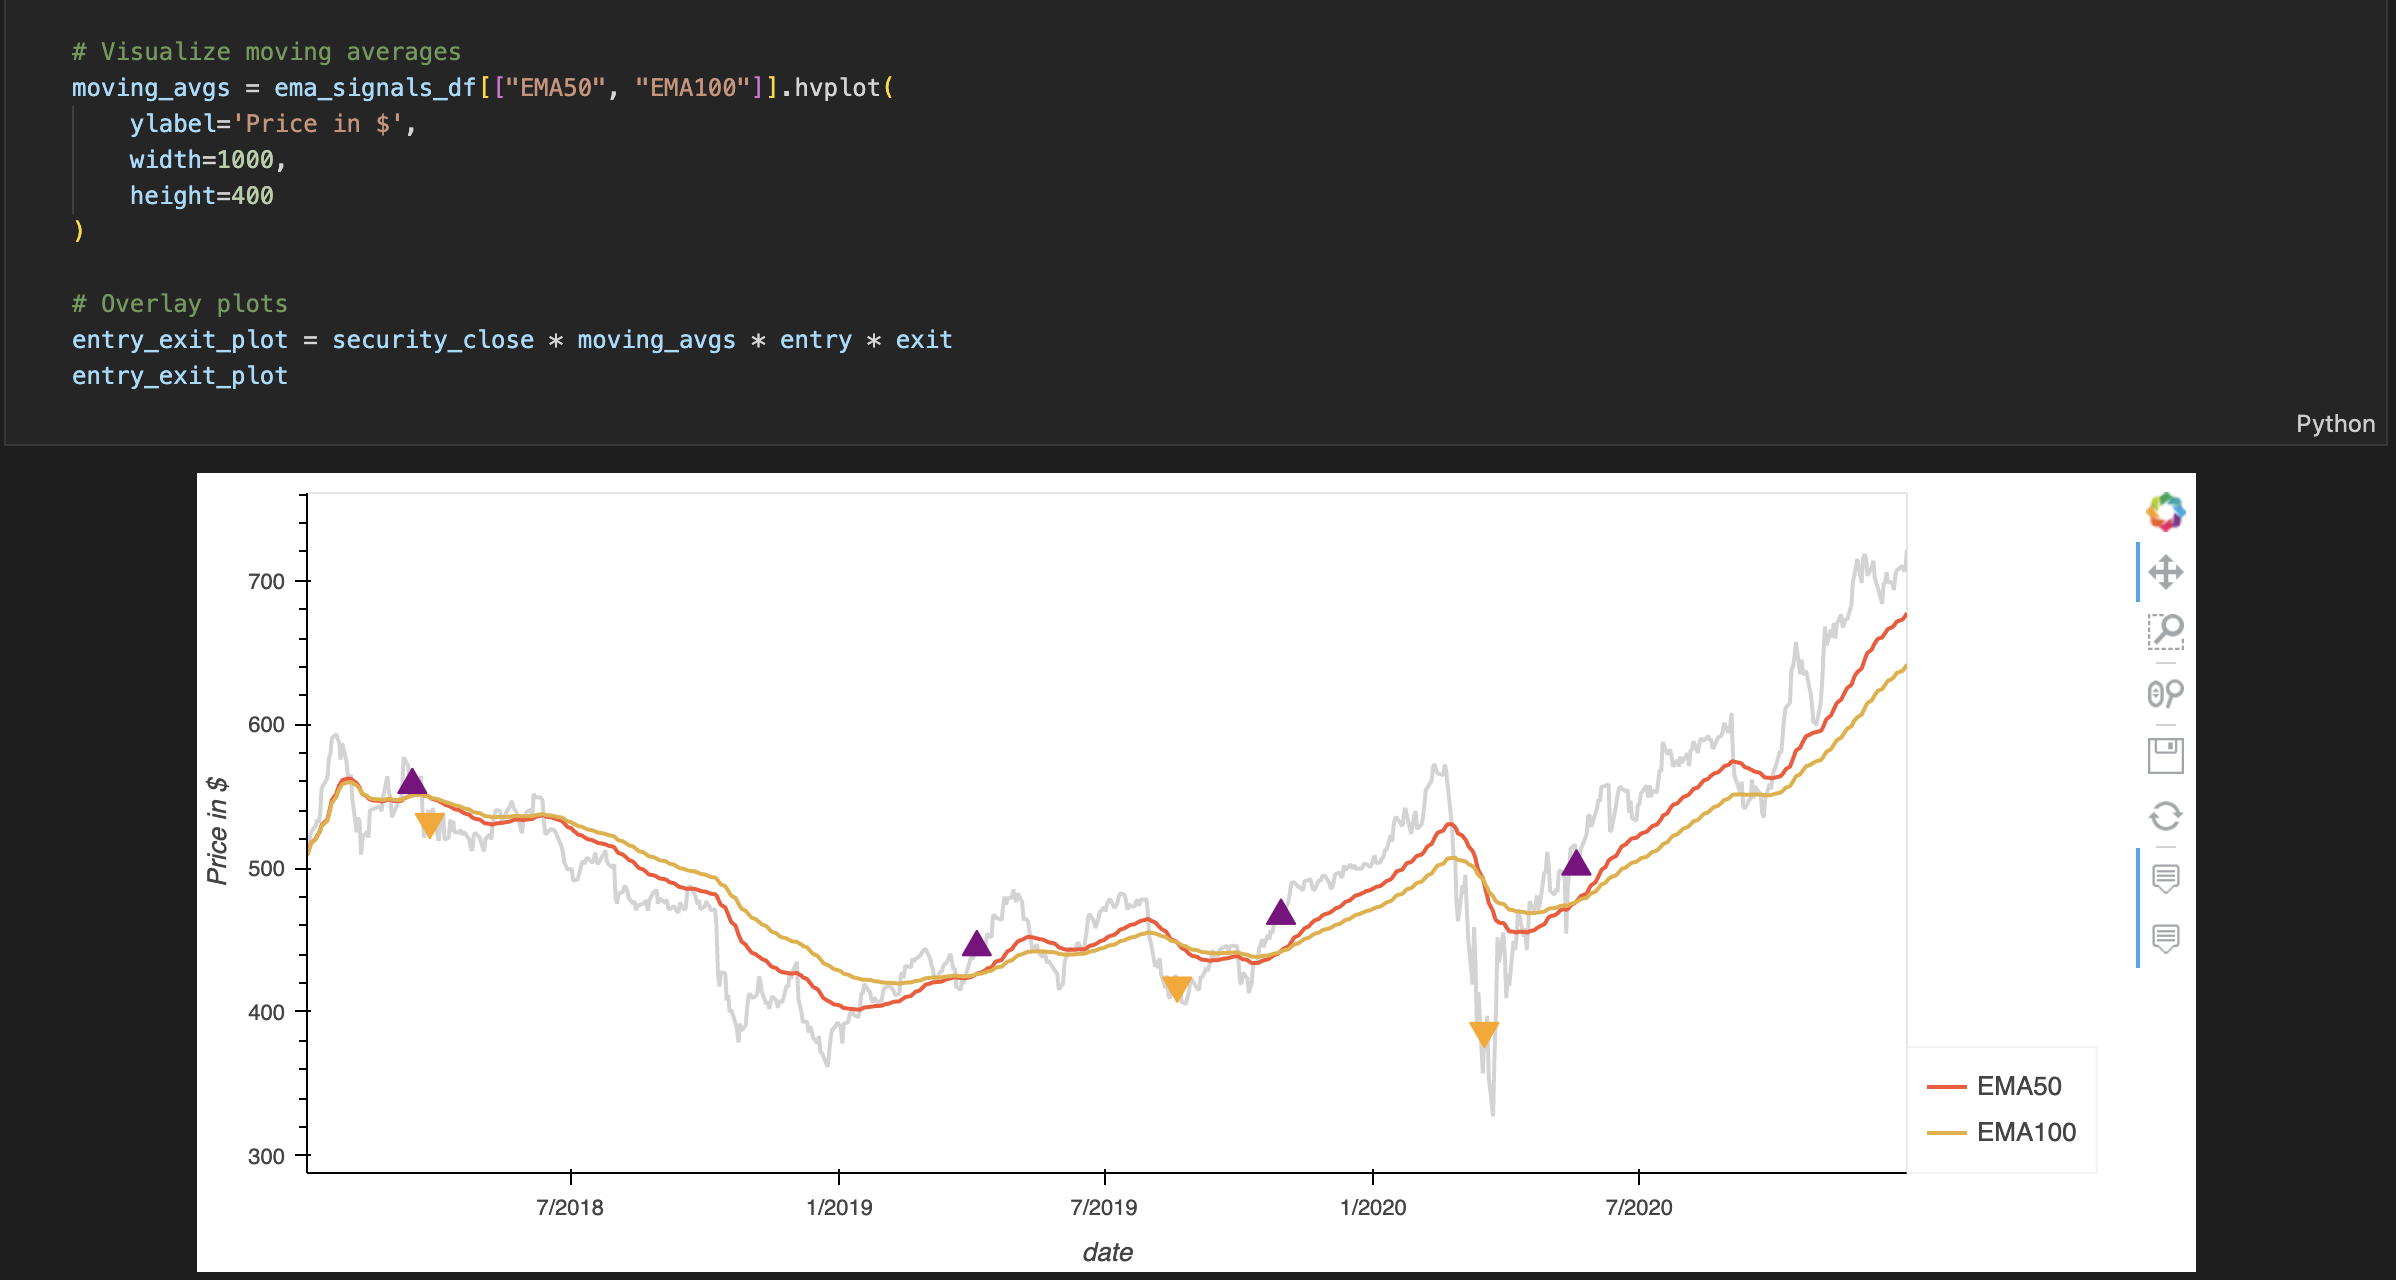 # Visualize moving averages
moving_avgs = ema_signals_df[["EMA50", "EMA100"]].hvplot(
    ylabel='Price in $',
    width=1000,
    height=400
)
# Overlay plots
entry_exit_plot = security_close * moving_avgs * entry * exit
entry_exit_plot
Python
700
600
500
400
300
Price in $
7/2018
1/2019
7/2019
1/2020
7/2020
date
EMA50
EMA100